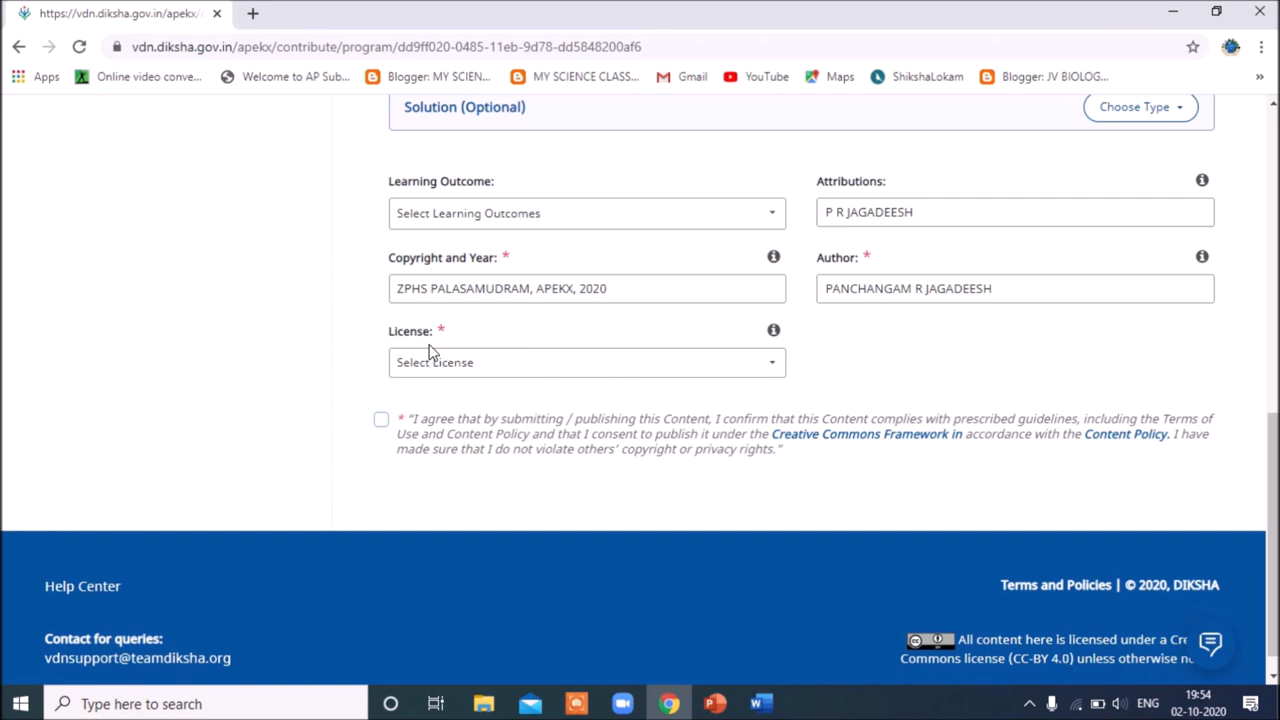 https://vdn.diksha.gov.in/apekx/c
vdn.diksha.gov.in/apekx/contribute/program/dd9ff020-0485-11eb-9d78-dd5848200af6
Apps Online video conve... Welcome to AP Sub... Blogger: MY SCIEN... MY SCIENCE CLASS... Gmail YouTube Maps ShikshaLokam Blogger: JV BIOLOG... »
Solution (Optional) Choose Type
Learning Outcome: Attributions:
Select Learning Outcomes P R JAGADEESH
Copyright and Year: * Author: *
ZPHS PALASAMUDRAM, APEKX, 2020 PANCHANGAM R JAGADEESH
License: *
Select License
* “I agree that by submitting / publishing this Content, I confirm that this Content complies with prescribed guidelines, including the Terms of
Use and Content Policy and that I consent to publish it under the Creative Commons Framework in accordance with the Content Policy. I have
made sure that I do not violate others’ copyright or privacy rights.”
Help Center Terms and Policies | © 2020, DIKSHA
Contact for queries: All content here is licensed under a Cre
vdnsupport@teamdiksha.org Commons license (CC-BY 4.0) unless otherwise no
Type here to search ENG 19:54
02-10-2020